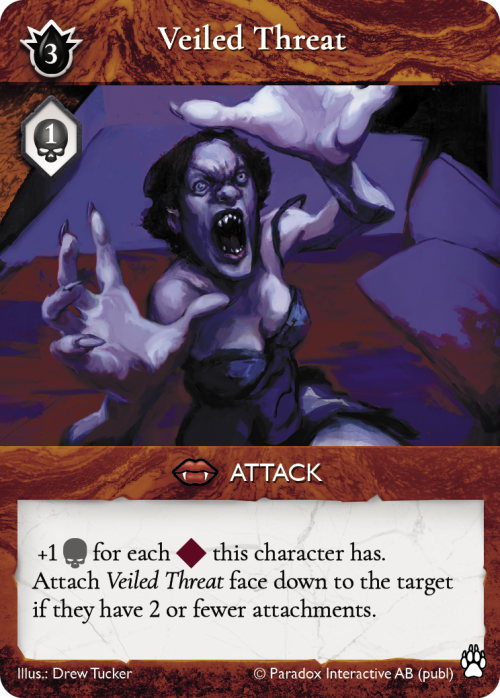 3
Veiled Threat
1
ATTACK
+1 for each this character has.
Attach Veiled Threat face down to the target
if they have 2 or fewer attachments.
Illus.: Drew Tucker © Paradox Interactive AB (publ)